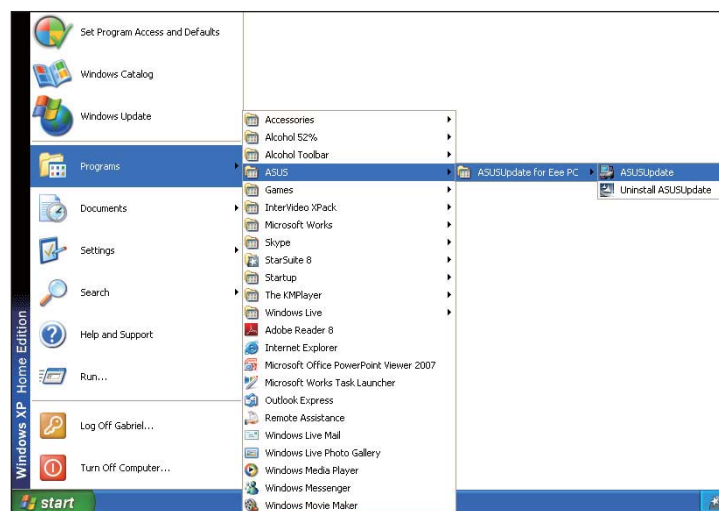 Set Program Access and Defaults
Windows Catalog
Windows Update
Programs
Documents
Settings
Search
Help and Support
Run...
Log Off Gabriel...
Turn Off Computer...
Windows XP Home Edition
start
Accessories
Alcohol 52%
Alcohol Toolbar
ASUS
Games
InterVideo XPack
Microsoft Works
Skype
StarSuite 8
Startup
The KMPlayer
Windows Live
Adobe Reader 8
Internet Explorer
Microsoft Office PowerPoint Viewer 2007
Microsoft Works Task Launcher
Outlook Express
Remote Assistance
Windows Live Mail
Windows Live Photo Gallery
Windows Media Player
Windows Messenger
Windows Movie Maker
ASUSUpdate for Eee PC
ASUSUpdate
Uninstall ASUSUpdate